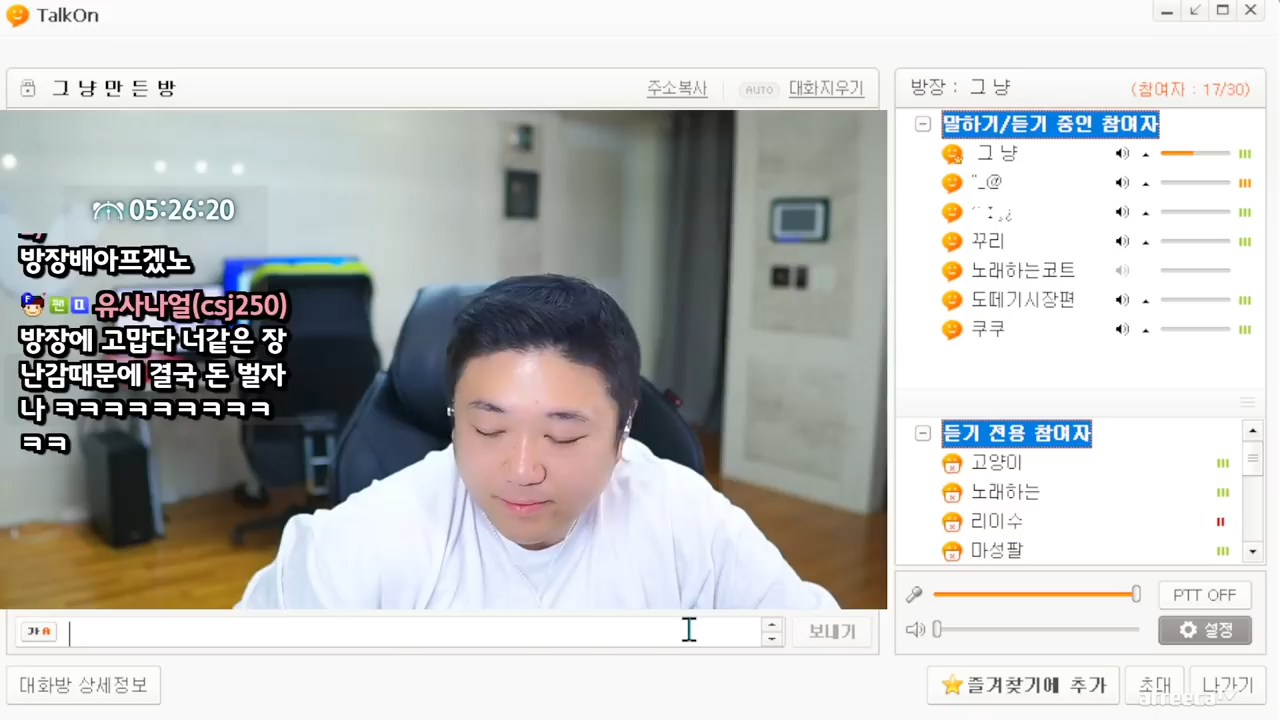 TalkOn
그냥만든방
주소복사
AUTO
대화지우기
05:26:20
방장배아프겠노
F 팬 유사나얼(csj250)
방장에 고맙다 너같은 장
난감때문에 결국 돈 벌자
나 ㅋㅋㅋㅋㅋㅋㅋㅋㅋ
ㅋㅋ
가A
보내기
대화방 상세정보
방장 : 그냥
(참여자 : 17/30)
말하기/듣기 중인 참여자
그냥
"_@
꾸리
노래하는코트
도떼기시장편
쿠쿠
듣기 전용 참여자
고양이
노래하는
리이수
마성팔
PTT OFF
설정
즐겨찾기에 추가
초대
나가기
afreecaTV